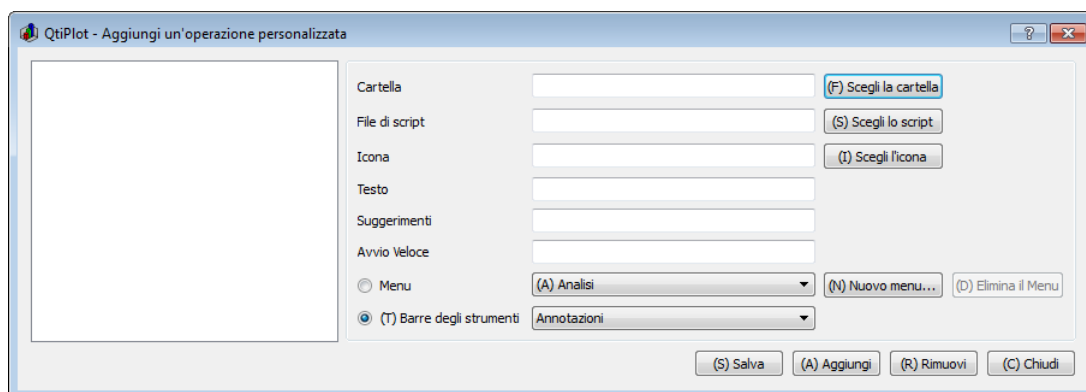 QtiPlot - Aggiungi un'operazione personalizzata
Cartella (F) Scegli la cartella
File di script (S) Scegli lo script
Icona (I) Scegli l'icona
Testo
Suggerimenti
Avvio Veloce
Menu (A) Analisi (N) Nuovo menu... (D) Elimina il Menu
(T) Barre degli strumenti Annotazioni
(S) Salva (A) Aggiungi (R) Rimuovi (C) Chiudi